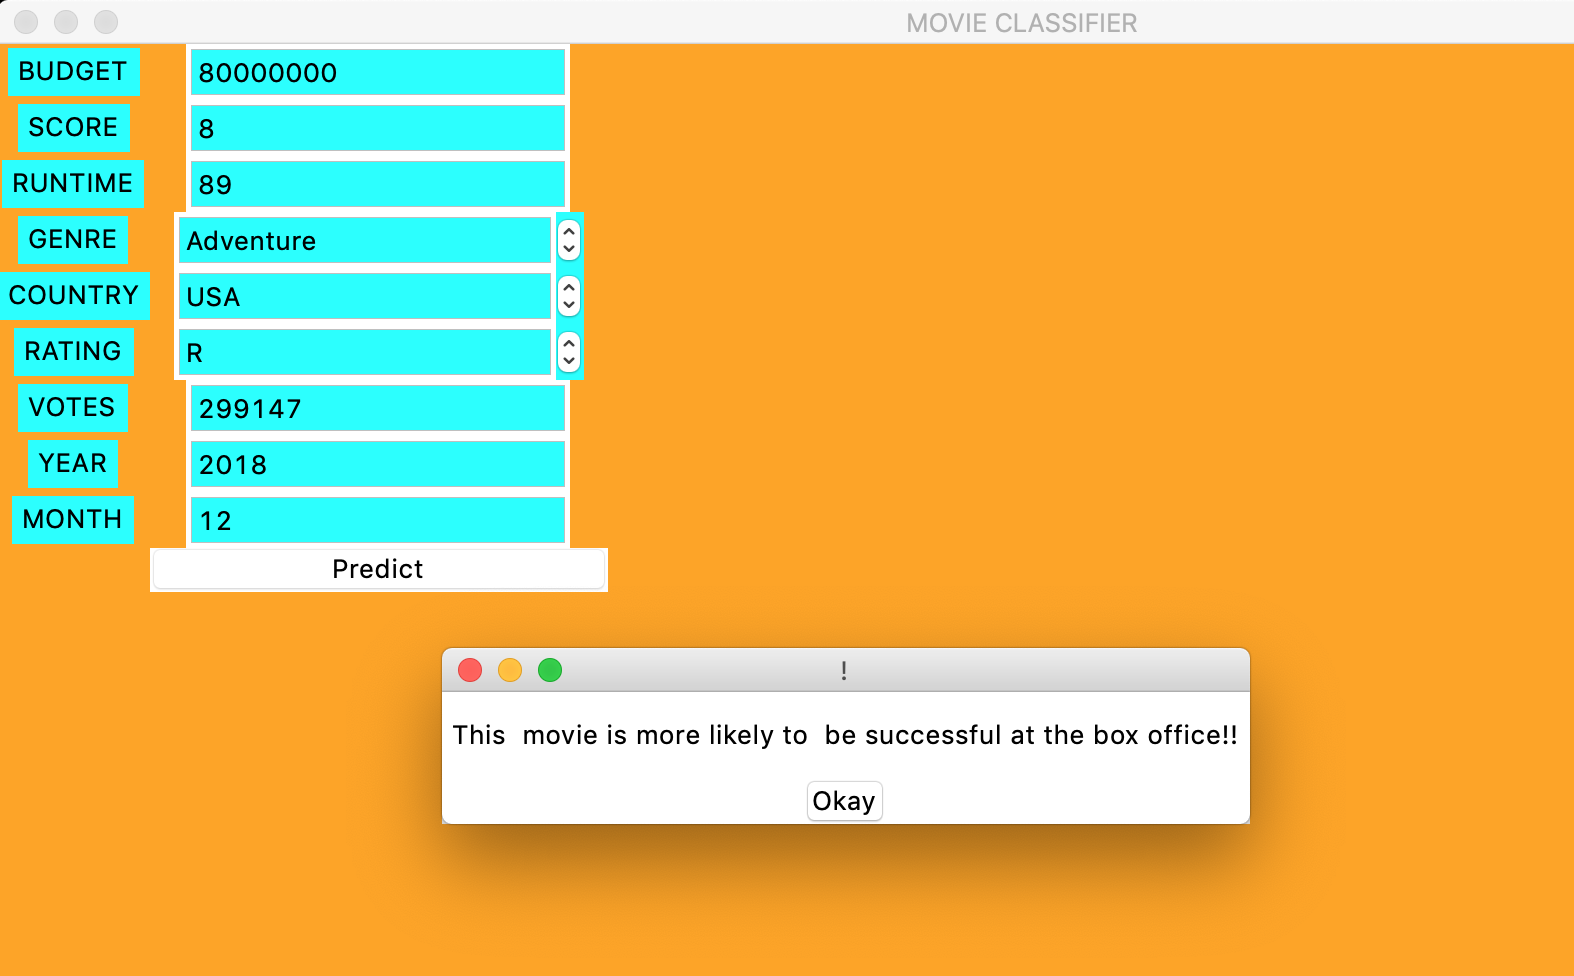 MOVIE CLASSIFIER
BUDGET 80000000
SCORE 8
RUNTIME 89
GENRE Adventure
COUNTRY USA
RATING R
VOTES 299147
YEAR 2018
MONTH 12
Predict
!
This  movie is more likely to  be successful at the box office!!
Okay